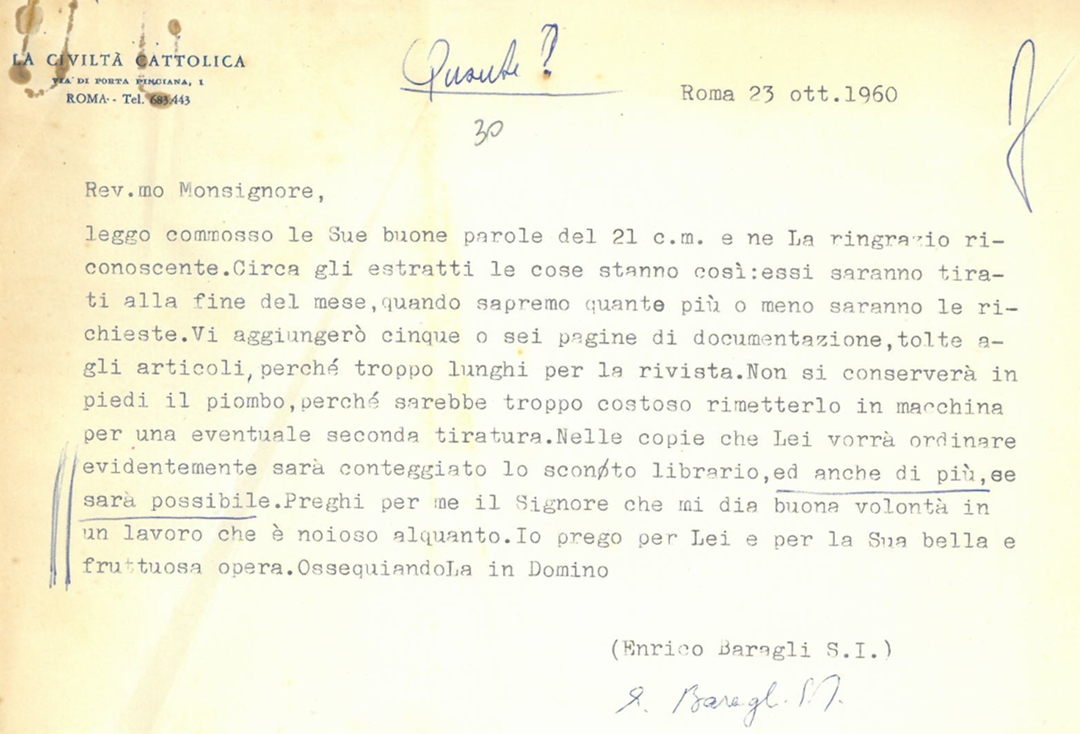 LA CIVILTÀ CATTOLICA
VIA DI PORTA PINCIANA, 1
ROMA - Tel. 683.443
Quante ?
30
Roma 23 ott.1960
Rev.mo Monsignore,
leggo commosso le Sue buone parole del 21 c.m. e ne La ringrazio ri-
conoscente.Circa gli estratti le cose stanno così:essi saranno tira-
ti alla fine del mese,quando sapremo quante più o meno saranno le ri-
chieste.Vi aggiungerò cinque o sei pagine di documentazione,tolte a-
gli articoli,perché troppo lunghi per la rivista.Non si conserverà in
piedi il piombo,perché sarebbe troppo costoso rimetterlo in macchina
per una eventuale seconda tiratura.Nelle copie che Lei vorrà ordinare
evidentemente sarà conteggiato lo sconto librario,ed anche di più,se
sarà possibile.Preghi per me il Signore che mi dia buona volontà in
un lavoro che è noioso alquanto.Io prego per Lei e per la Sua bella e
fruttuosa opera.OssequiandoLa in Domino
(Enrico Baragli S.I.)
E. Baragli S.I.